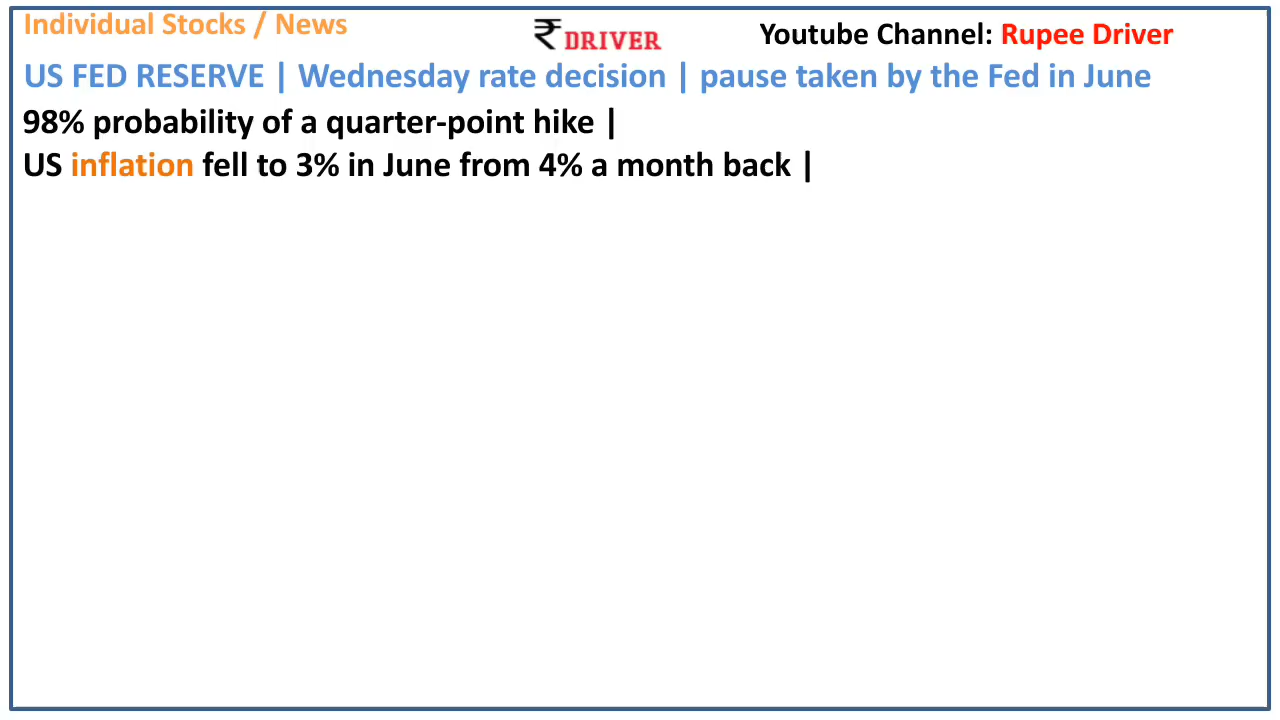 Individual Stocks / News
₹ DRIVER
Youtube Channel: Rupee Driver
US FED RESERVE | Wednesday rate decision | pause taken by the Fed in June
98% probability of a quarter-point hike |
US inflation fell to 3% in June from 4% a month back |